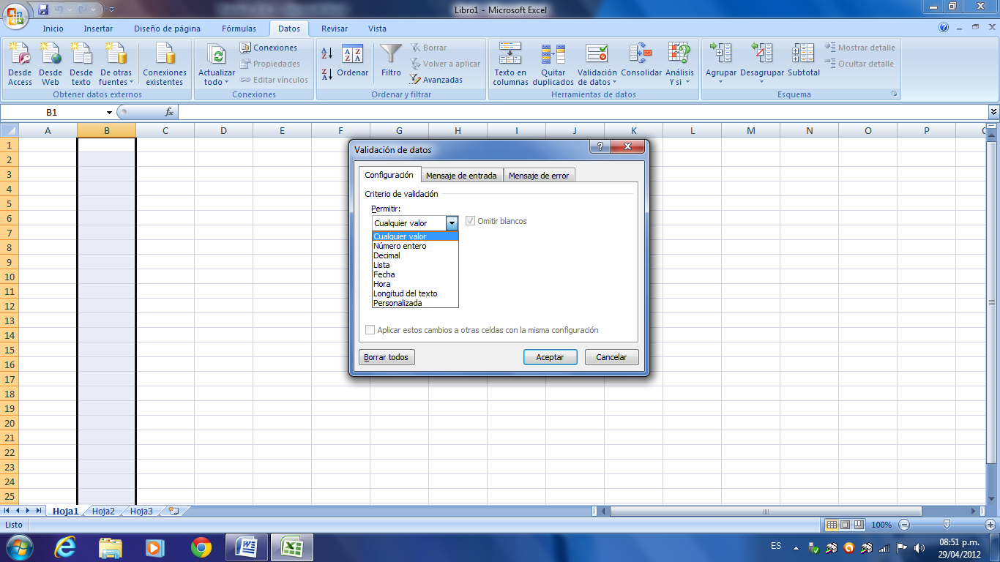 Libro1 - Microsoft Excel
Inicio Insertar Diseño de página Fórmulas Datos Revisar Vista
Desde Access
Desde Web
Desde texto
De otras fuentes
Obtener datos externos
Conexiones existentes
Actualizar todo
Conexiones
Propiedades
Editar vínculos
Conexiones
Ordenar
Filtro
Borrar
Volver a aplicar
Avanzadas
Ordenar y filtrar
Texto en columnas
Quitar duplicados
Validación de datos
Consolidar
Análisis Y si
Herramientas de datos
Agrupar
Desagrupar
Subtotal
Mostrar detalle
Ocultar detalle
Esquema
B1
fx
A B C D E F G H I J K L M N O P
1
2
3
4
5
6
7
8
9
10
11
12
13
14
15
16
17
18
19
20
21
22
23
24
25
Validación de datos
Configuración Mensaje de entrada Mensaje de error
Criterio de validación
Permitir:
Cualquier valor
Omitir blancos
Cualquier valor
Número entero
Decimal
Lista
Fecha
Hora
Longitud del texto
Personalizada
Aplicar estos cambios a otras celdas con la misma configuración
Borrar todos Aceptar Cancelar
Hoja1 Hoja2 Hoja3
Listo
100%
ES
08:51 p.m.
29/04/2012